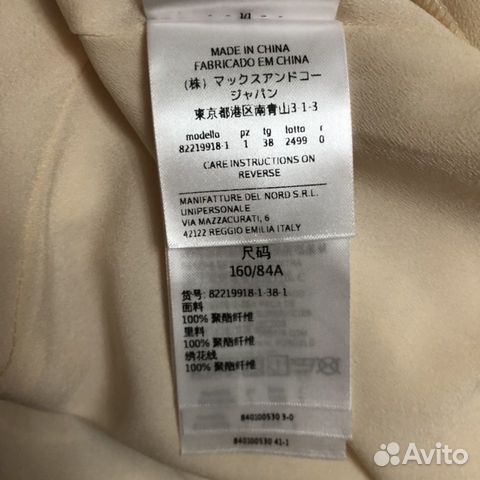 MADE IN CHINA
FABRICADO EM CHINA
(株) マックスアンドコー
ジャパン
東京都港区南青山3-1-3
modello pz tg lotto r
82219918-1 1 38 2499 0
CARE INSTRUCTIONS ON
REVERSE
MANIFATTURE DEL NORD S.R.L.
UNIPERSONALE
VIA MAZZACURATI, 6
42122 REGGIO EMILIA ITALY
尺码
160/84A
货号: 82219918-1-38-1
面料
100% 聚酯纤维
里料
100% 聚酯纤维
绣花线
100% 聚酯纤维
840100530 3-0
840100530 41-1
Avito